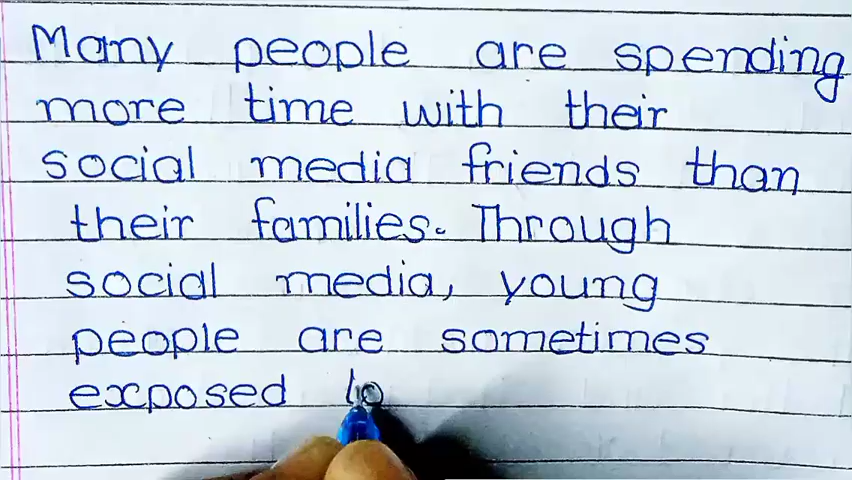 Many people are spending
more time with their
social media friends than
their families. Through
social media, young
people are sometimes
exposed to